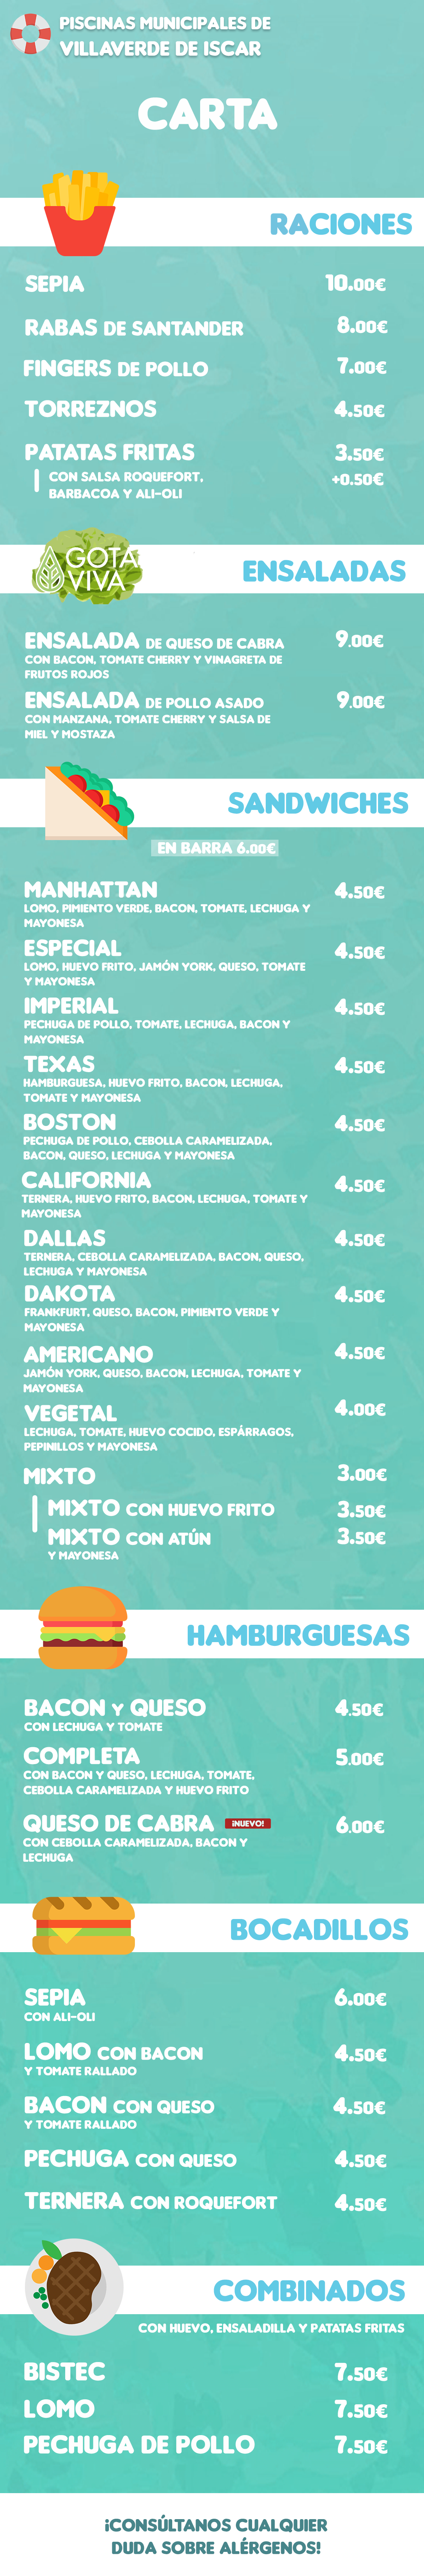 PISCINAS MUNICIPALES DE
VILLAVERDE DE ISCAR
CARTA
RACIONES
SEPIA 10.00€
RABAS DE SANTANDER 8.00€
FINGERS DE POLLO 7.00€
TORREZNOS 4.50€
PATATAS FRITAS 3.50€
CON SALSA ROQUEFORT, +0.50€
BARBACOA Y ALI-OLI
GOTA
VIVA
ENSALADAS
ENSALADA DE QUESO DE CABRA 9.00€
CON BACON, TOMATE CHERRY Y VINAGRETA DE
FRUTOS ROJOS
ENSALADA DE POLLO ASADO 9.00€
CON MANZANA, TOMATE CHERRY Y SALSA DE
MIEL Y MOSTAZA
SANDWICHES
EN BARRA 6.00€
MANHATTAN 4.50€
LOMO, PIMIENTO VERDE, BACON, TOMATE, LECHUGA Y
MAYONESA
ESPECIAL 4.50€
LOMO, HUEVO FRITO, JAMÓN YORK, QUESO, TOMATE
Y MAYONESA
IMPERIAL 4.50€
PECHUGA DE POLLO, TOMATE, LECHUGA, BACON Y
MAYONESA
TEXAS 4.50€
HAMBURGUESA, HUEVO FRITO, BACON, LECHUGA,
TOMATE Y MAYONESA
BOSTON 4.50€
PECHUGA DE POLLO, CEBOLLA CARAMELIZADA,
BACON, QUESO, LECHUGA Y MAYONESA
CALIFORNIA 4.50€
TERNERA, HUEVO FRITO, BACON, LECHUGA, TOMATE Y
MAYONESA
DALLAS 4.50€
TERNERA, CEBOLLA CARAMELIZADA, BACON, QUESO,
LECHUGA Y MAYONESA
DAKOTA 4.50€
FRANKFURT, QUESO, BACON, PIMIENTO VERDE Y
MAYONESA
AMERICANO 4.50€
JAMÓN YORK, QUESO, BACON, LECHUGA, TOMATE Y
MAYONESA
VEGETAL 4.00€
LECHUGA, TOMATE, HUEVO COCIDO, ESPÁRRAGOS,
PEPINILLOS Y MAYONESA
MIXTO 3.00€
MIXTO CON HUEVO FRITO 3.50€
MIXTO CON ATÚN 3.50€
Y MAYONESA
HAMBURGUESAS
BACON Y QUESO 4.50€
CON LECHUGA Y TOMATE
COMPLETA 5.00€
CON BACON Y QUESO, LECHUGA, TOMATE,
CEBOLLA CARAMELIZADA Y HUEVO FRITO
QUESO DE CABRA ¡NUEVO! 6.00€
CON CEBOLLA CARAMELIZADA, BACON Y
LECHUGA
BOCADILLOS
SEPIA 6.00€
CON ALI-OLI
LOMO CON BACON 4.50€
Y TOMATE RALLADO
BACON CON QUESO 4.50€
Y TOMATE RALLADO
PECHUGA CON QUESO 4.50€
TERNERA CON ROQUEFORT 4.50€
COMBINADOS
CON HUEVO, ENSALADILLA Y PATATAS FRITAS
BISTEC 7.50€
LOMO 7.50€
PECHUGA DE POLLO 7.50€
¡CONSÚLTANOS CUALQUIER
DUDA SOBRE ALÉRGENOS!